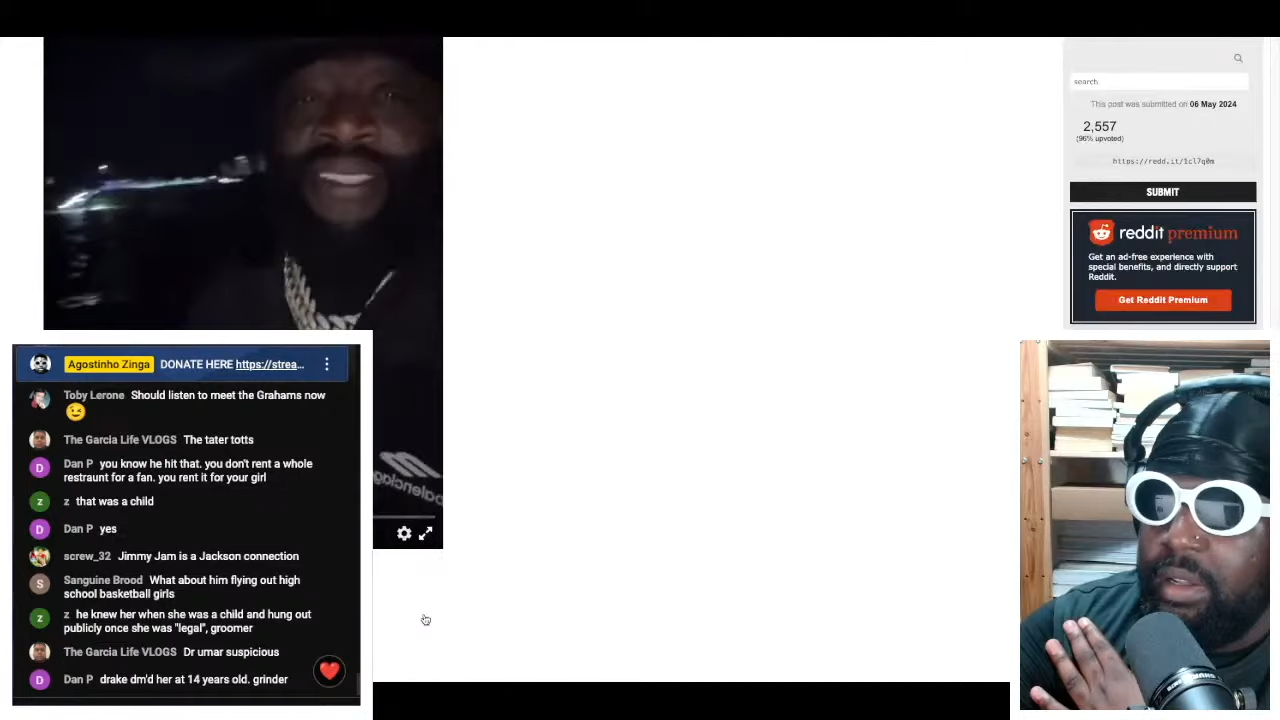 search
This post was submitted on 06 May 2024
2,557
(96% upvoted)
SUBMIT
reddit premium
Get an ad-free experience with
special benefits, and directly support
Reddit.
Get Reddit Premium
Agostinho Zinga DONATE HERE https://strea...
Toby Lerone Should listen to meet the Grahams now
😉
The Garcia Life VLOGS The tater totts
D
Dan P you know he hit that. you don't rent a whole
restraunt for a fan. you rent it for your girl
z
z that was a child
D
Dan P yes
screw_32 Jimmy Jam is a Jackson connection
S
Sanguine Brood What about him flying out high
school basketball girls
z
z he knew her when she was a child and hung out
publicly once she was "legal", groomer
The Garcia Life VLOGS Dr umar suspicious
D
Dan P drake dm'd her at 14 years old. grinder